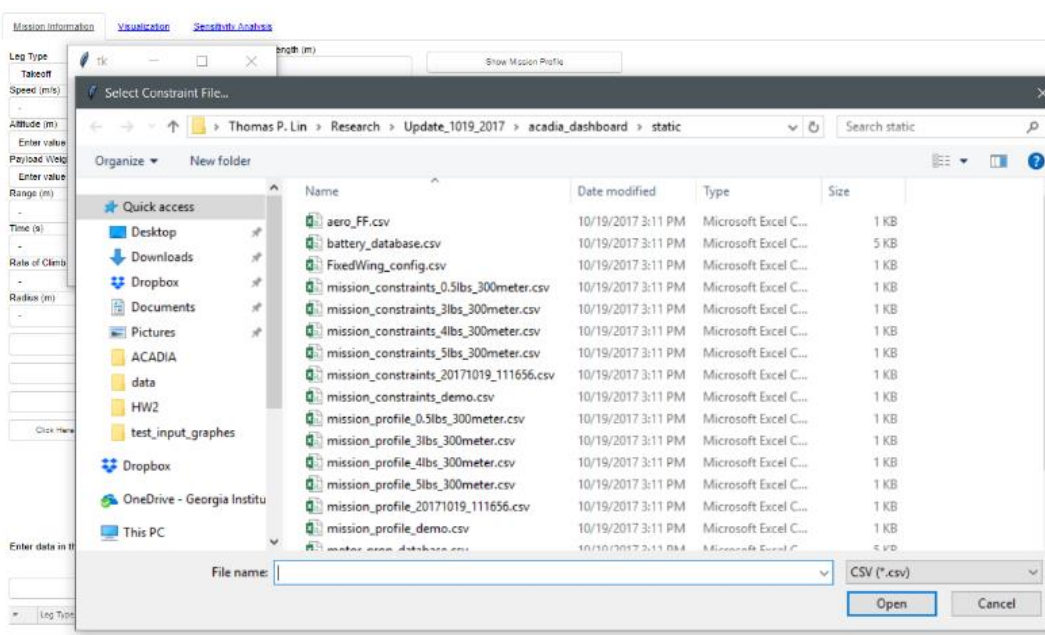 Mission Information Visualization Sensitivity Analysis
Leg Type
Takeoff
Speed (m/s)
-
Altitude (m)
Enter value
Payload Weig
Enter value
Range (m)
-
Time (s)
-
Rate of Climb
-
Radius (m)
-
Click Here
Enter data in th
Leg Type
tk
ength (m)
Show Mission Profile
Select Constraint File...
Thomas P. Lin > Research > Update_1019_2017 > acadia_dashboard > static
Search static
Organize New folder
Quick access
Desktop
Downloads
Dropbox
Documents
Pictures
ACADIA
data
HW2
test_input_graphes
Dropbox
OneDrive - Georgia Institu
This PC
Name Date modified Type Size
aero_FF.csv 10/19/2017 3:11 PM Microsoft Excel C... 1 KB
battery_database.csv 10/19/2017 3:11 PM Microsoft Excel C... 5 KB
FixedWing_config.csv 10/19/2017 3:11 PM Microsoft Excel C... 1 KB
mission_constraints_0.5lbs_300meter.csv 10/19/2017 3:11 PM Microsoft Excel C... 1 KB
mission_constraints_3lbs_300meter.csv 10/19/2017 3:11 PM Microsoft Excel C... 1 KB
mission_constraints_4lbs_300meter.csv 10/19/2017 3:11 PM Microsoft Excel C... 1 KB
mission_constraints_5lbs_300meter.csv 10/19/2017 3:11 PM Microsoft Excel C... 1 KB
mission_constraints_20171019_111656.csv 10/19/2017 3:11 PM Microsoft Excel C... 1 KB
mission_constraints_demo.csv 10/19/2017 3:11 PM Microsoft Excel C... 1 KB
mission_profile_0.5lbs_300meter.csv 10/19/2017 3:11 PM Microsoft Excel C... 1 KB
mission_profile_3lbs_300meter.csv 10/19/2017 3:11 PM Microsoft Excel C... 1 KB
mission_profile_4lbs_300meter.csv 10/19/2017 3:11 PM Microsoft Excel C... 1 KB
mission_profile_5lbs_300meter.csv 10/19/2017 3:11 PM Microsoft Excel C... 1 KB
mission_profile_20171019_111656.csv 10/19/2017 3:11 PM Microsoft Excel C... 1 KB
mission_profile_demo.csv 10/19/2017 3:11 PM Microsoft Excel C... 1 KB
10/19/2017 3:11 PM Microsoft Excel C... 5 KB
File name: CSV (*.csv)
Open Cancel